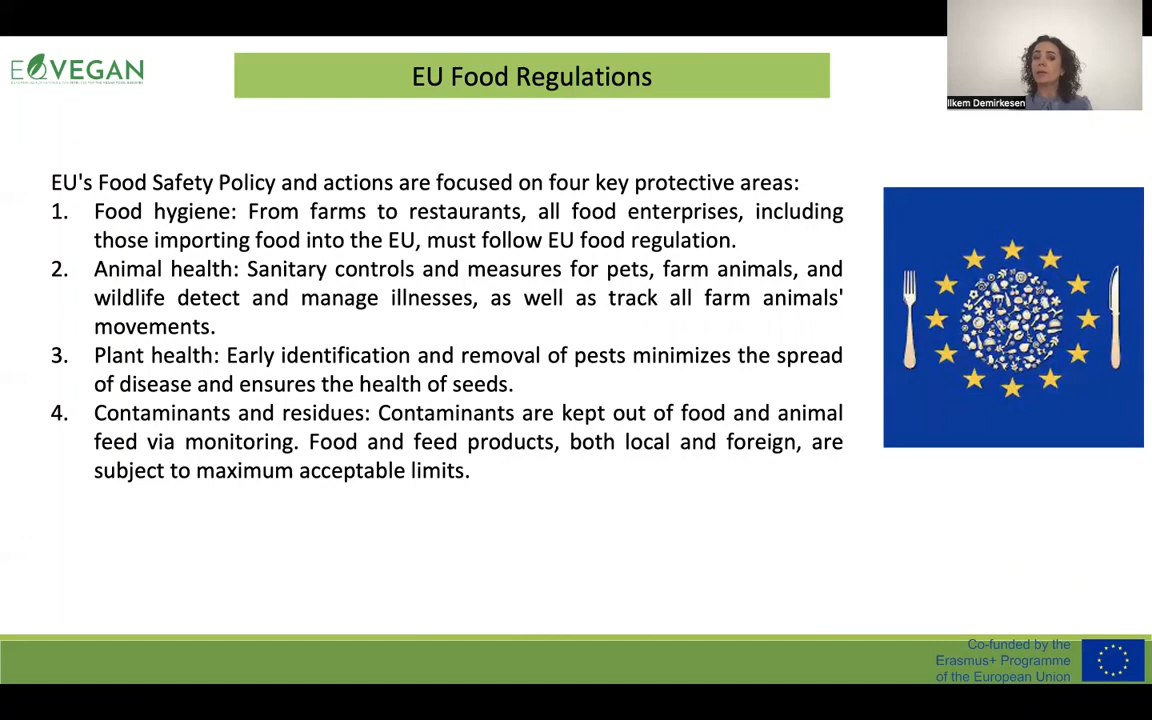 EQVEGAN
EU Food Regulations
Ilkem Demirkesen
EU's Food Safety Policy and actions are focused on four key protective areas:
1. Food hygiene: From farms to restaurants, all food enterprises, including
those importing food into the EU, must follow EU food regulation.
2. Animal health: Sanitary controls and measures for pets, farm animals, and
wildlife detect and manage illnesses, as well as track all farm animals'
movements.
3. Plant health: Early identification and removal of pests minimizes the spread
of disease and ensures the health of seeds.
4. Contaminants and residues: Contaminants are kept out of food and animal
feed via monitoring. Food and feed products, both local and foreign, are
subject to maximum acceptable limits.
Co-funded by the
Erasmus+ Programme
of the European Union